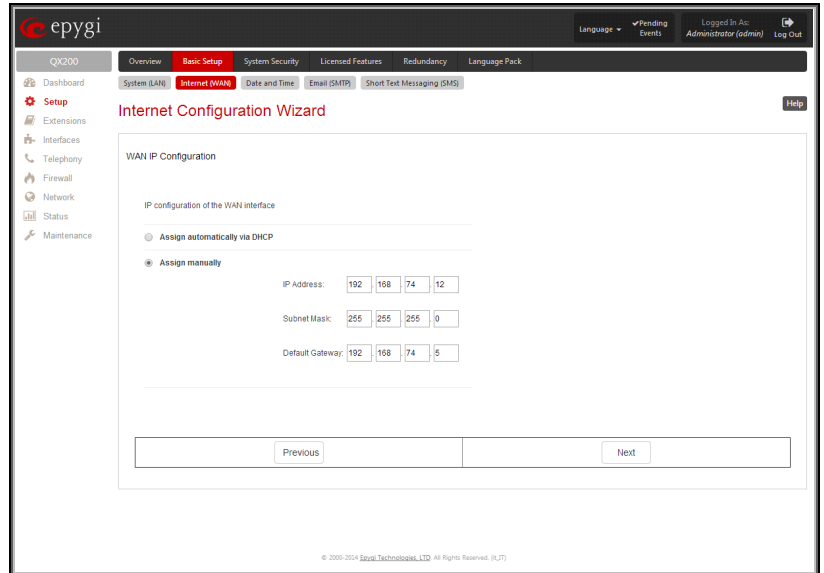 epygi
Language
Pending Events
Logged In As:
Administrator (admin)
Log Out
QX200
Overview
Basic Setup
System Security
Licensed Features
Redundancy
Language Pack
Dashboard
Setup
Extensions
Interfaces
Telephony
Firewall
Network
Status
Maintenance
System (LAN)
Internet (WAN)
Date and Time
Email (SMTP)
Short Text Messaging (SMS)
Help
Internet Configuration Wizard
WAN IP Configuration
IP configuration of the WAN interface
Assign automatically via DHCP
Assign manually
IP Address: 192 . 168 . 74 . 12
Subnet Mask: 255 . 255 . 255 . 0
Default Gateway: 192 . 168 . 74 . 5
Previous
Next
© 2000-2014 Epygi Technologies, LTD. All Rights Reserved. (it_IT)